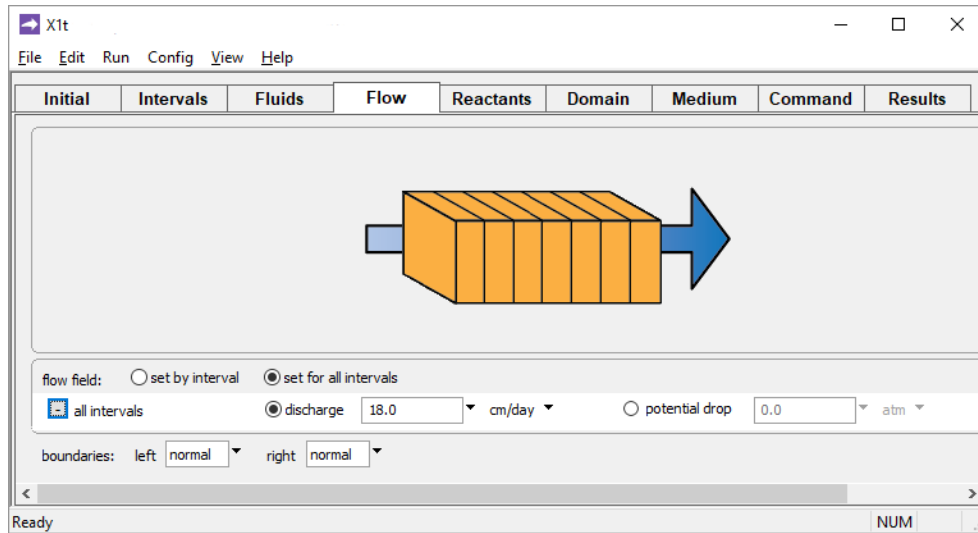 X1t
File Edit Run Config View Help
Initial Intervals Fluids Flow Reactants Domain Medium Command Results
flow field: set by interval set for all intervals
- all intervals discharge 18.0 cm/day potential drop 0.0 atm
boundaries: left normal right normal
Ready NUM